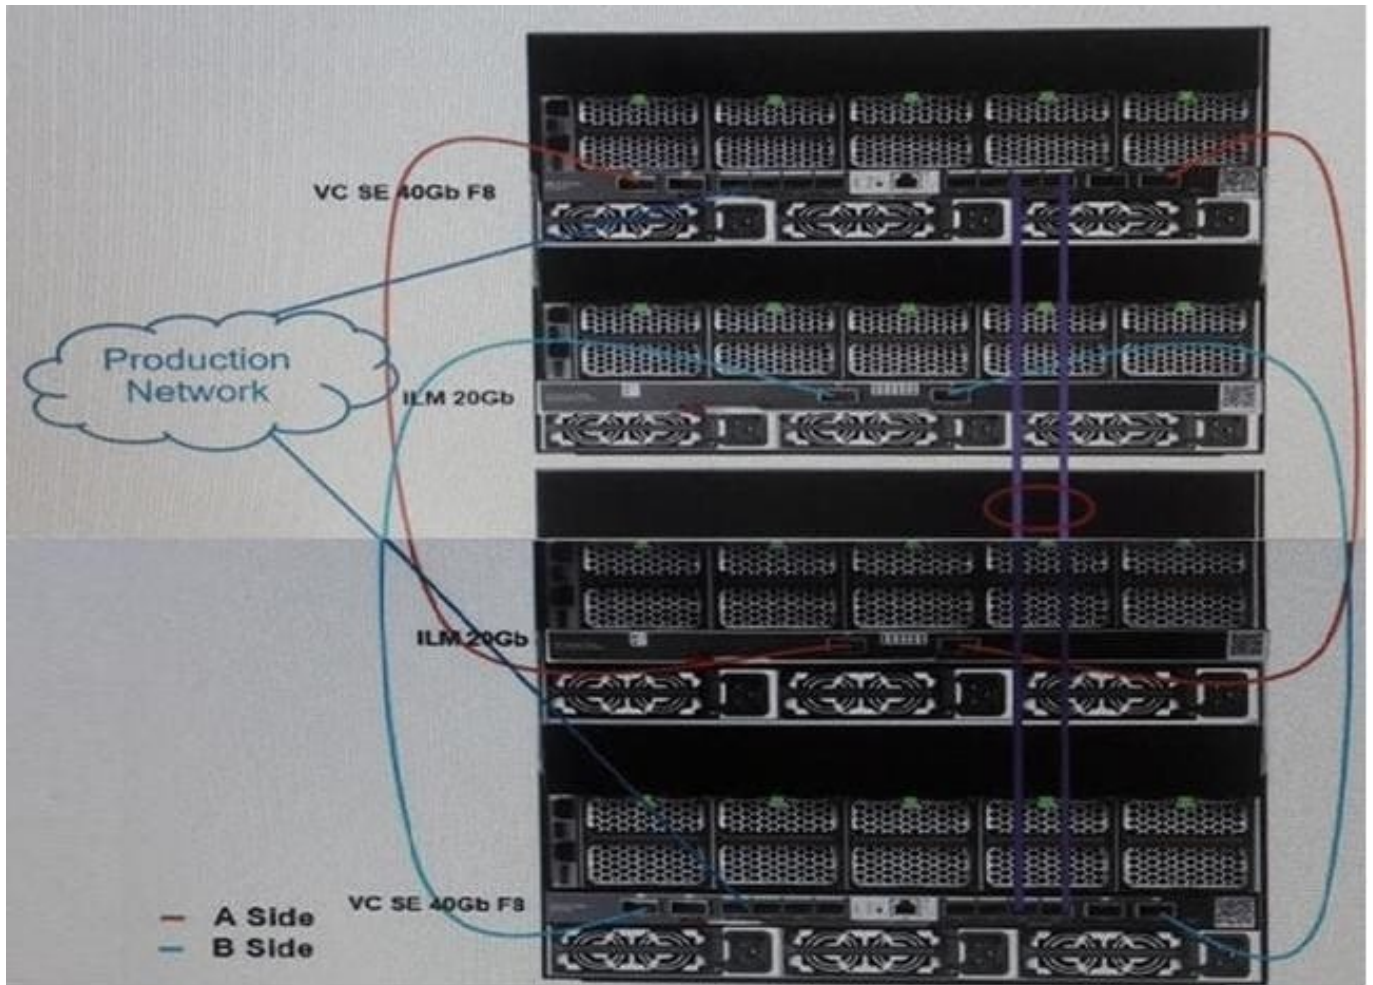 VC SE 40Gb F8
Production
Network
ILM 20Gb
ILM 20Gb
VC SE 40Gb F8
A Side
B Side